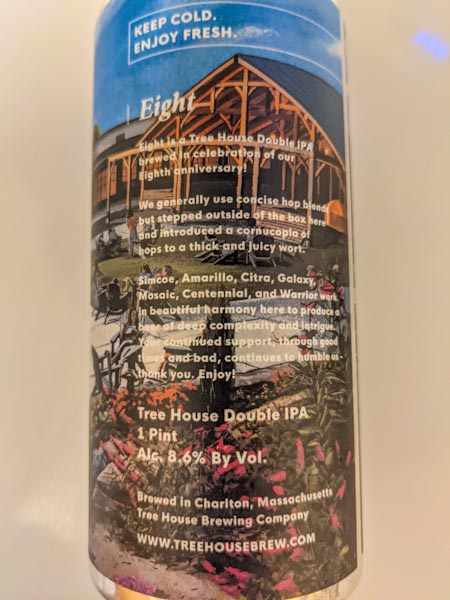 KEEP COLD.
ENJOY FRESH.
Eight
Eight is a Tree House Double IPA
brewed in celebration of our
Eighth anniversary!
We generally use concise hop blends
but stepped outside of the box here
and introduced a cornucopia of
hops to a thick and juicy wort.
Simcoe, Amarillo, Citra, Galaxy,
Mosaic, Centennial, and Warrior work
in beautiful harmony here to produce a
beer of deep complexity and intrigue.
Your continued support, through good
times and bad, continues to humble us -
thank you. Enjoy!
Tree House Double IPA
1 Pint
Alc. 8.6% By Vol.
Brewed in Charlton, Massachusetts
Tree House Brewing Company
WWW.TREEHOUSEBREW.COM